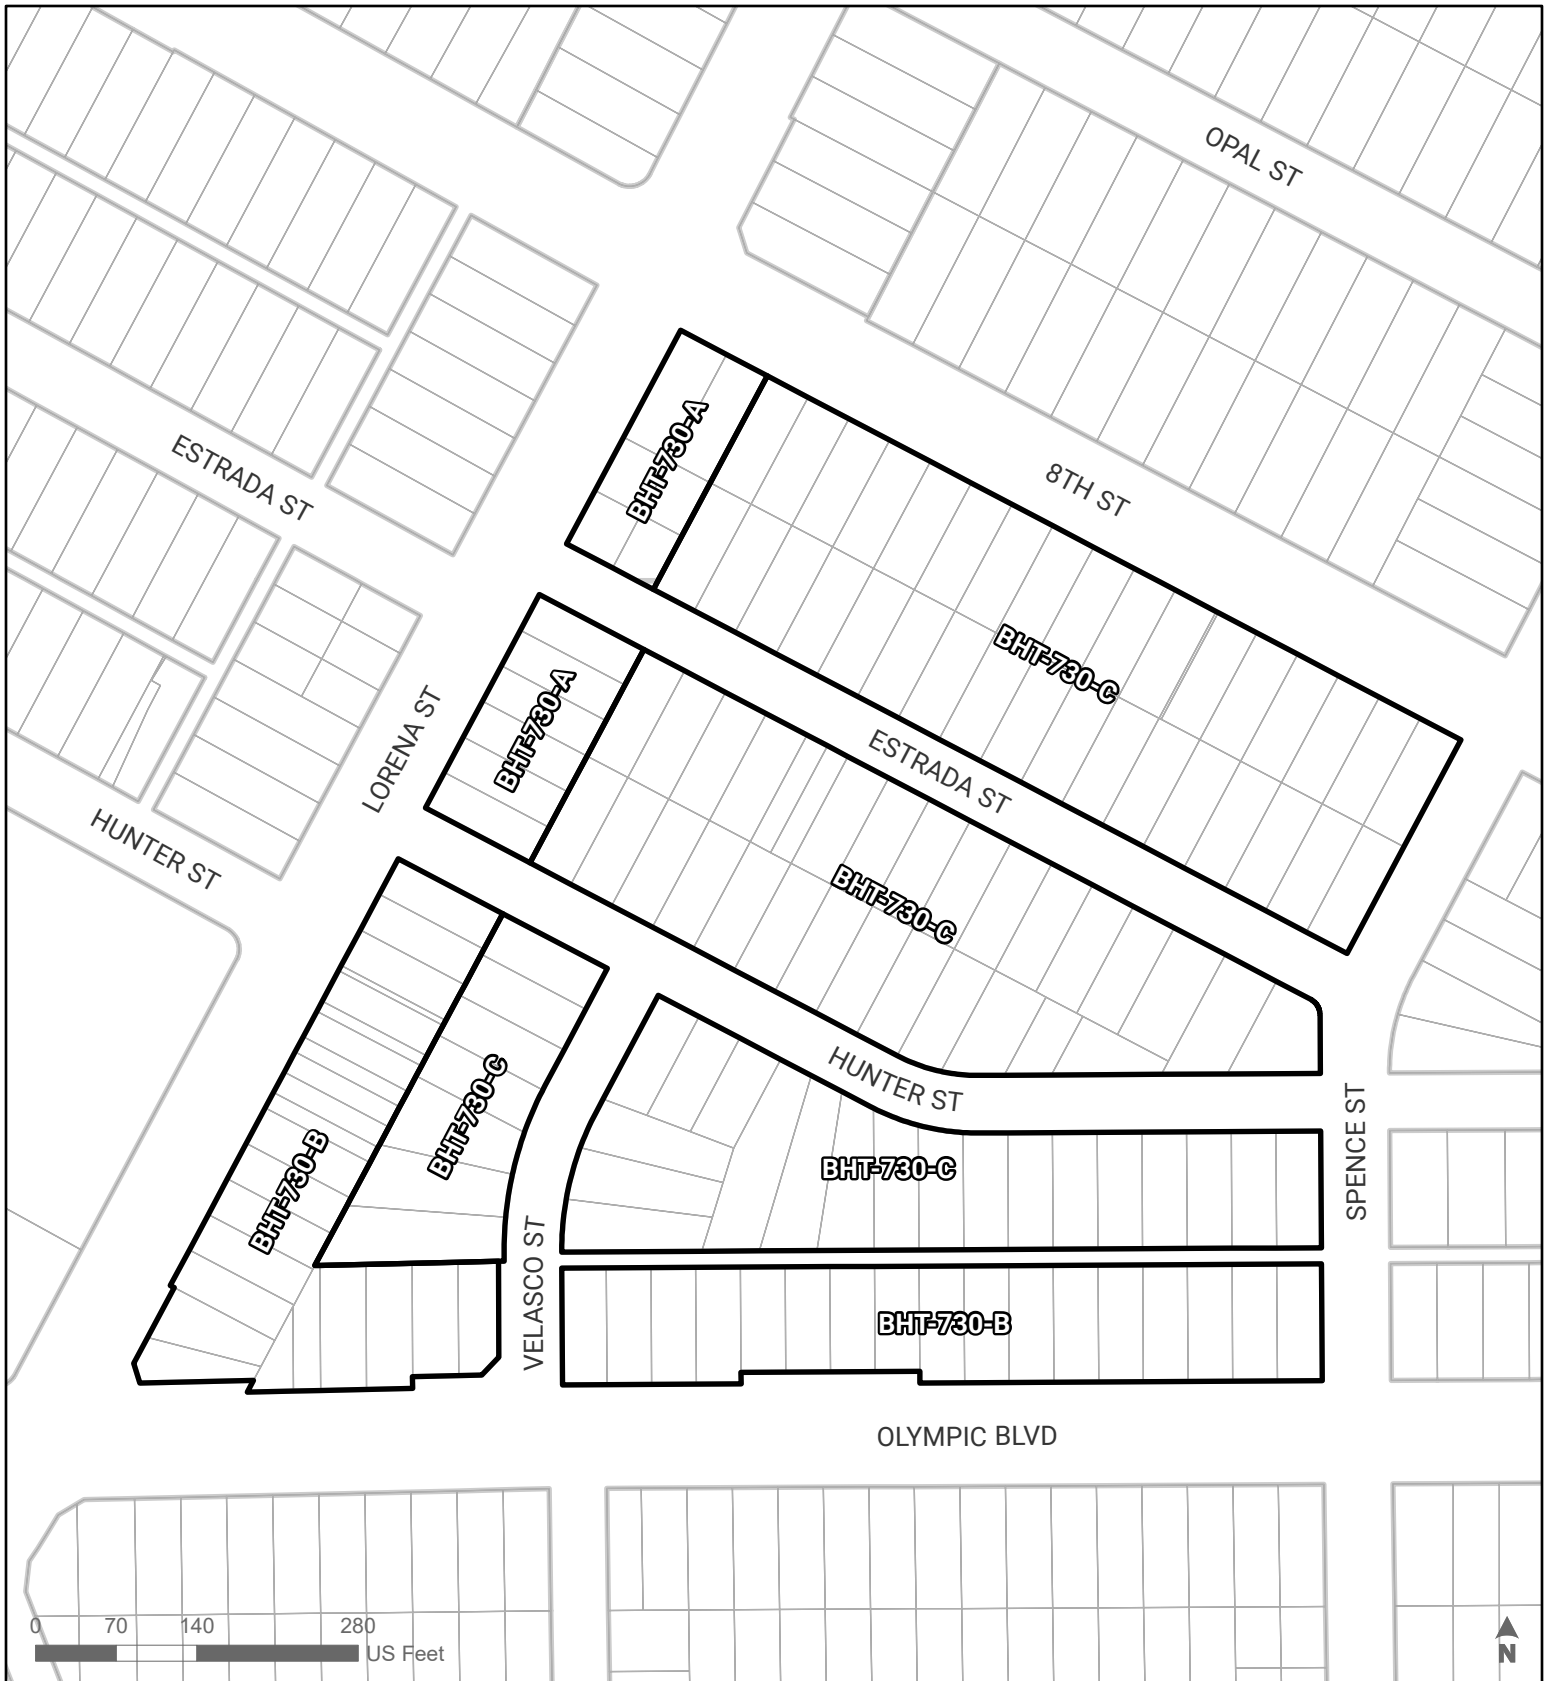 OPAL ST
BHT-730-A
8TH ST
ESTRADA ST
BHT-730-C
BHT-730-A
LORENA ST
ESTRADA ST
HUNTER ST
BHT-730-C
HUNTER ST
BHT-730-C
BHT-730-B
BHT-730-C
SPENCE ST
VELASCO ST
BHT-730-B
OLYMPIC BLVD
0 70 140 280
US Feet
N